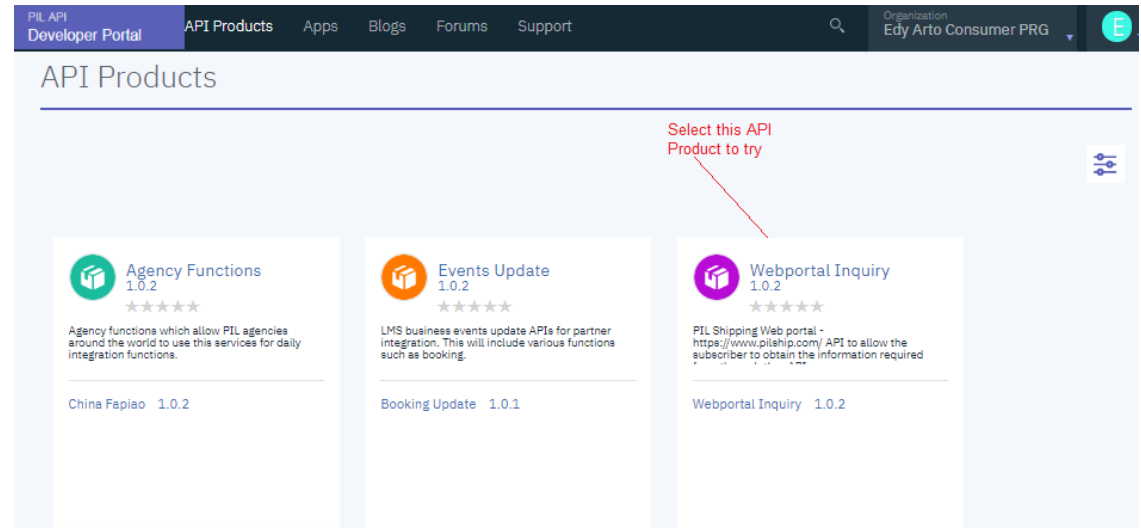 PIL API
Developer Portal
API Products
Apps
Blogs
Forums
Support
Organization
Edy Arto Consumer PRG
E
API Products
Select this API
Product to try
Agency Functions
1.0.2
Agency functions which allow PIL agencies
around the world to use this services for daily
integration functions.
China Fapiao 1.0.2
Events Update
1.0.2
LMS business events update APIs for partner
integration. This will include various functions
such as booking.
Booking Update 1.0.1
Webportal Inquiry
1.0.2
PIL Shipping Web portal -
https://www.pilship.com/ API to allow the
subscriber to obtain the information required
Webportal Inquiry 1.0.2